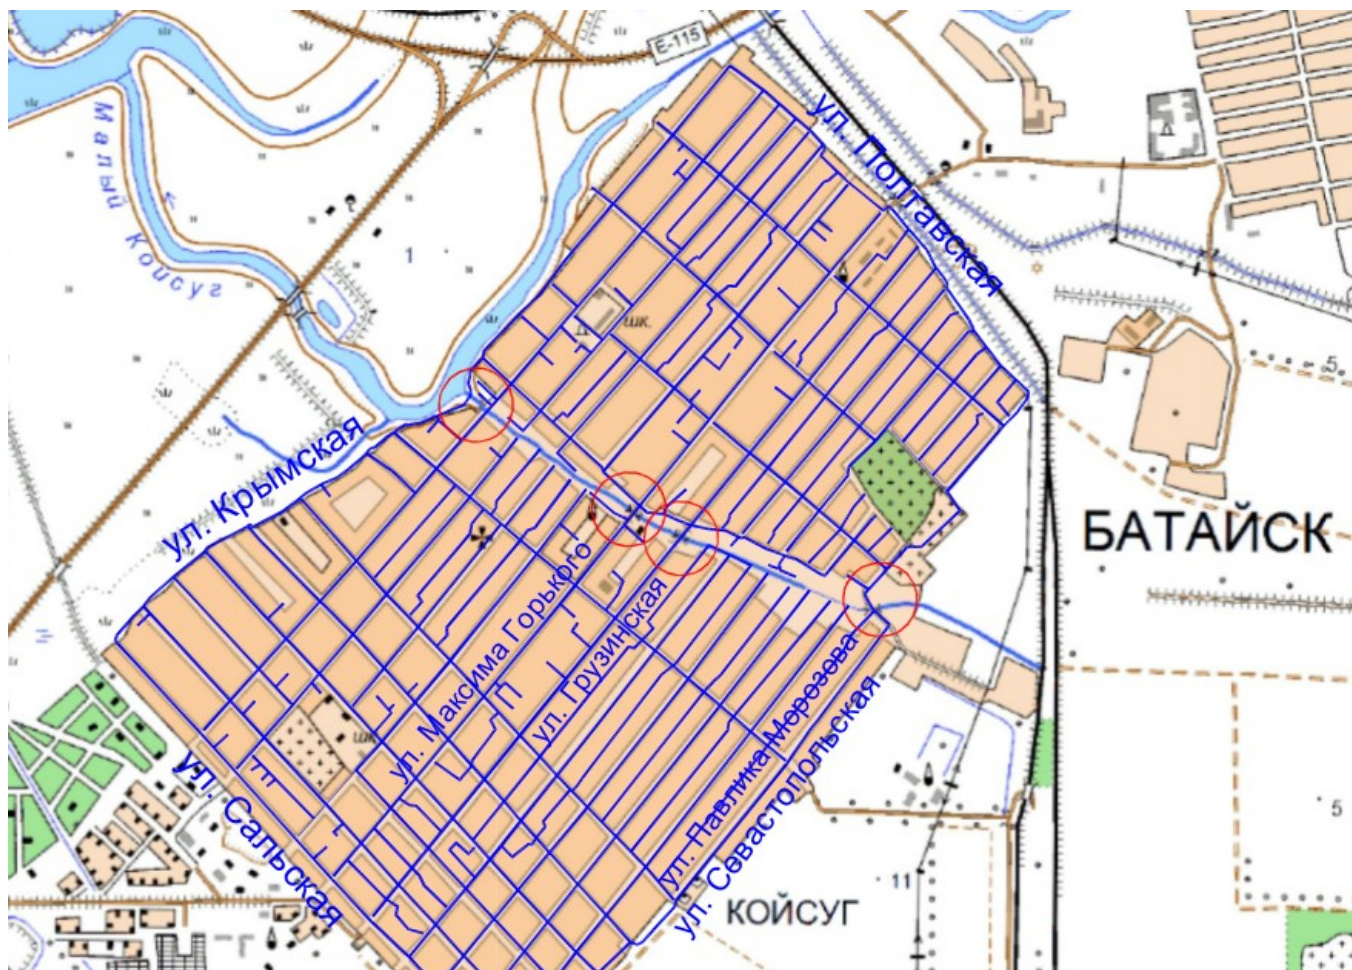 Е-115
ул. Полтавская
Малый
Койсуг
1
шк.
5
ул. Крымская
БАТАЙСК
ул. Максима Горького
ул. Грузинская
ул. Павлика Морозова
ул. Севастопольская
шк.
ул. Сальская
5
11
КОЙСУГ